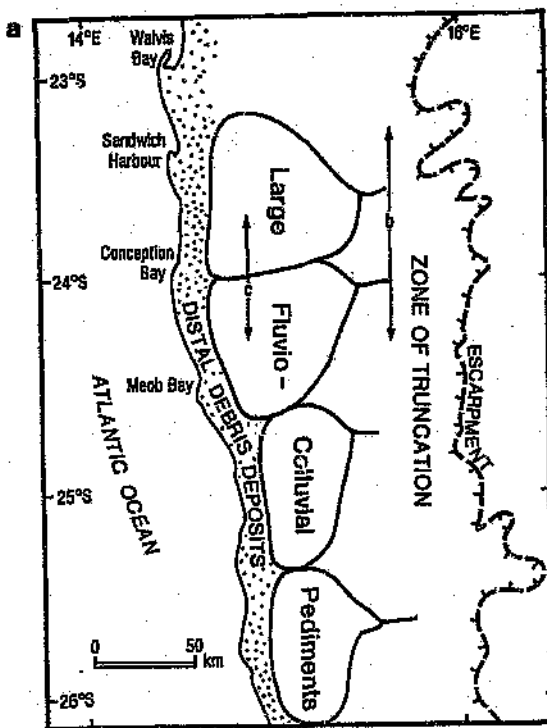 a
14°E
16°E
Walvis
Bay
23°S
Sandwich
Harbour
Large
b
Conception
Bay
c
24°S
Fluvio-
ZONE OF TRUNCATION
ESCARPMENT
DISTAL DEBRIS DEPOSITS
Meob Bay
ATLANTIC OCEAN
Colluvial
25°S
Pediments
0 50
km
26°S